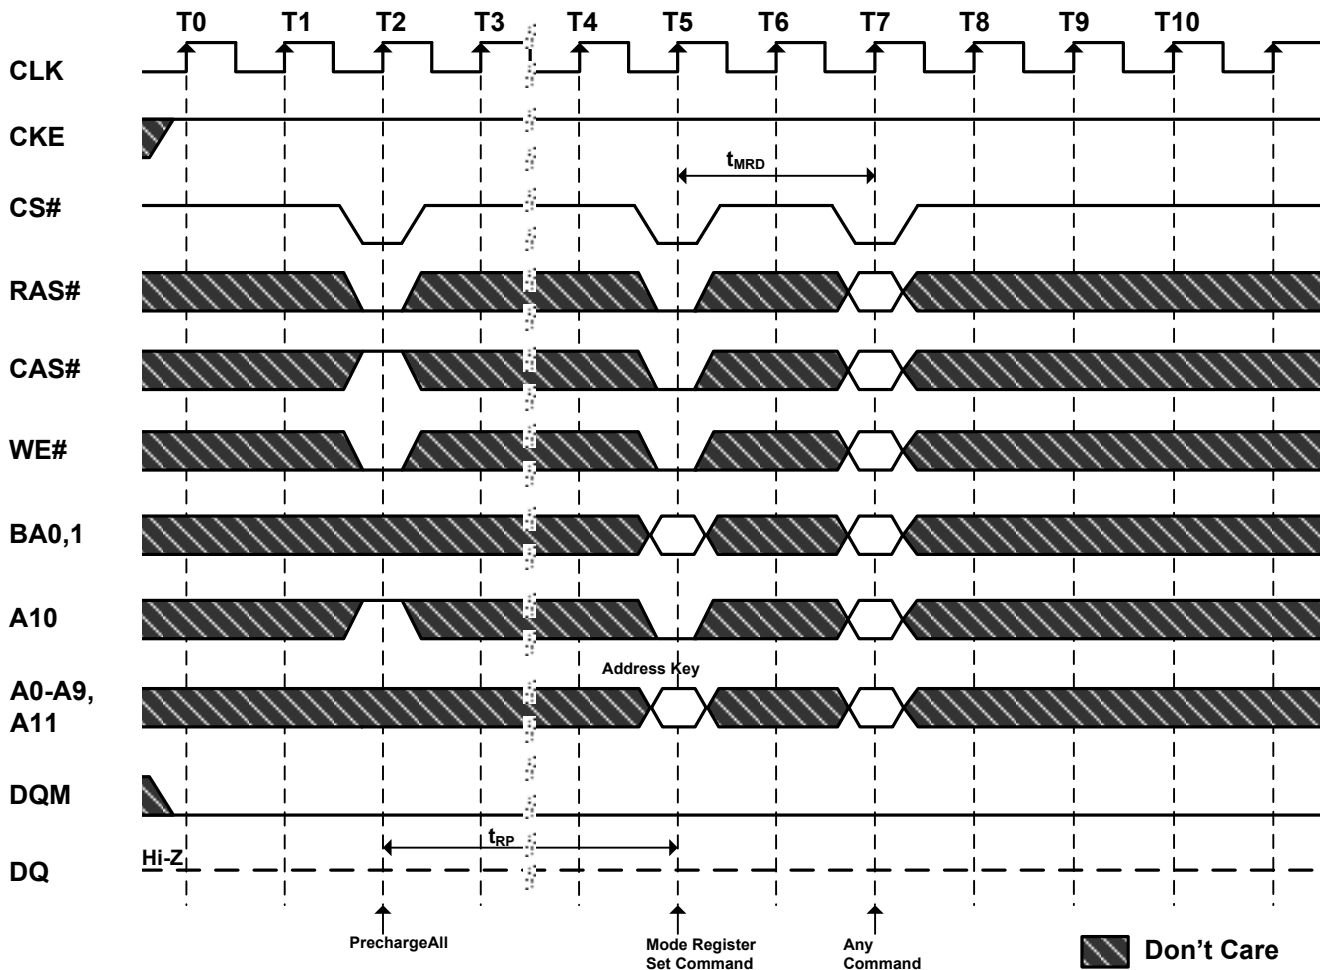 T0 T1 T2 T3 T4 T5 T6 T7 T8 T9 T10
CLK
CKE
tMRD
CS#
RAS#
CAS#
WE#
BA0,1
A10
Address Key
A0-A9,
A11
DQM
tRP
Hi-Z
DQ
PrechargeAll
Mode Register
Set Command
Any
Command
Don't Care